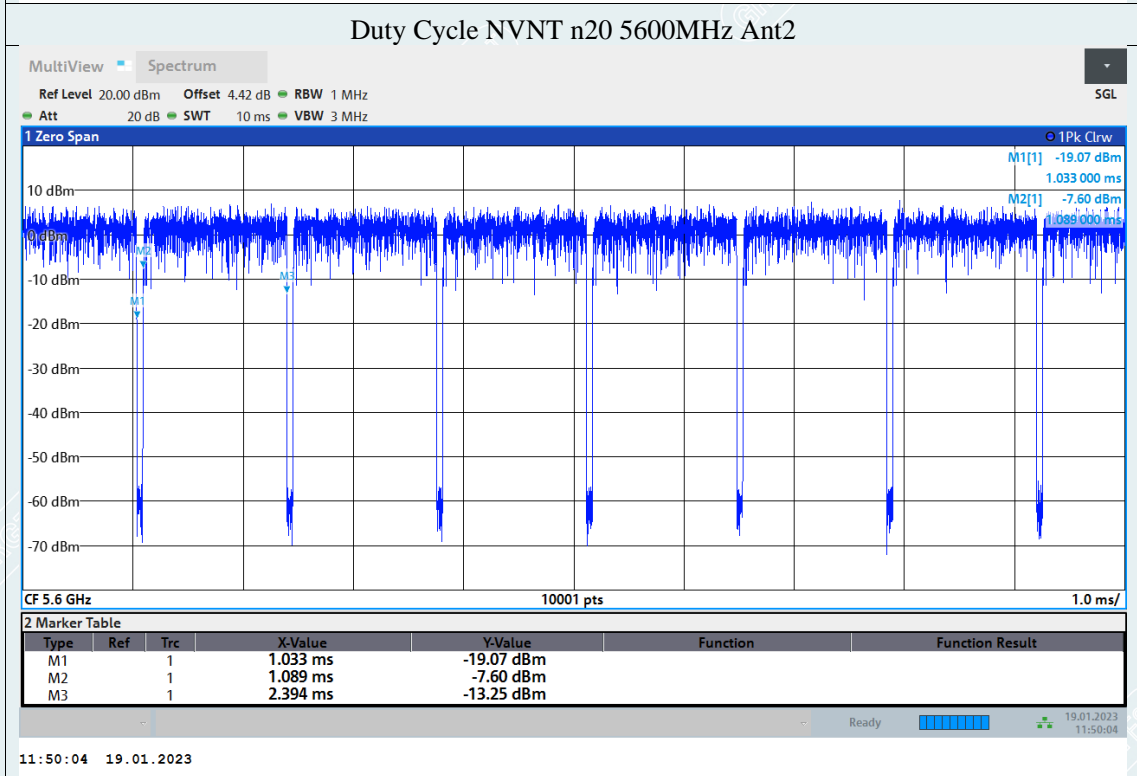 Duty Cycle NVNT n20 5600MHz Ant2
MultiView Spectrum
Ref Level 20.00 dBm Offset 4.42 dB RBW 1 MHz SGL
Att 20 dB SWT 10 ms VBW 3 MHz
1 Zero Span 1Pk Clrw
M1[1] -19.07 dBm
1.033 000 ms
M2[1] -7.60 dBm
1.089 000 ms
10 dBm
0 dBm
M2
M3
-10 dBm
M1
-20 dBm
-30 dBm
-40 dBm
-50 dBm
-60 dBm
-70 dBm
CF 5.6 GHz 10001 pts 1.0 ms/
2 Marker Table
Type Ref Trc X-Value Y-Value Function Function Result
M1 1 1.033 ms -19.07 dBm
M2 1 1.089 ms -7.60 dBm
M3 1 2.394 ms -13.25 dBm
Ready 19.01.2023
11:50:04
11:50:04 19.01.2023